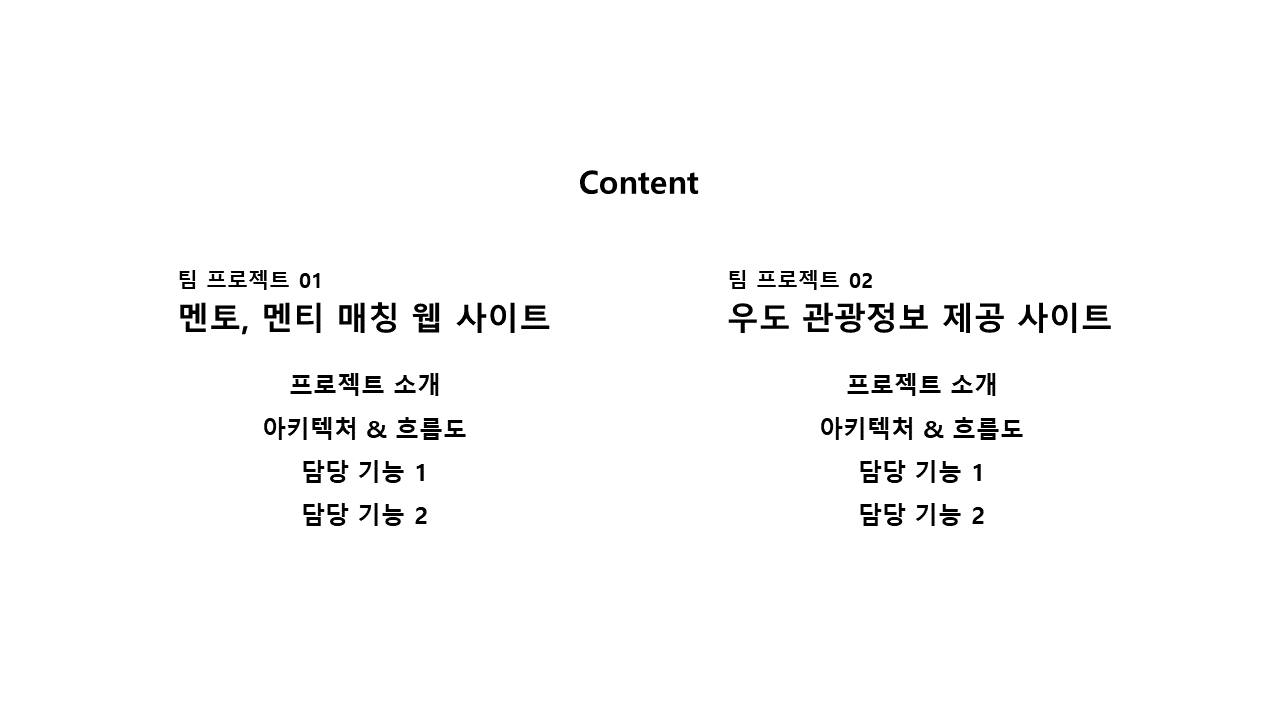 Content
팀 프로젝트 01
멘토, 멘티 매칭 웹 사이트
프로젝트 소개
아키텍처 & 흐름도
담당 기능 1
담당 기능 2
팀 프로젝트 02
우도 관광정보 제공 사이트
프로젝트 소개
아키텍처 & 흐름도
담당 기능 1
담당 기능 2